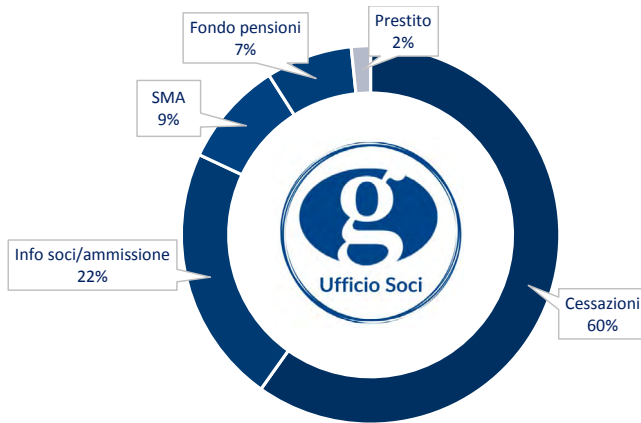 Fondo pensioni
7%
Prestito
2%
SMA
9%
Info soci/ammissione
22%
g
Ufficio Soci
Cessazioni
60%